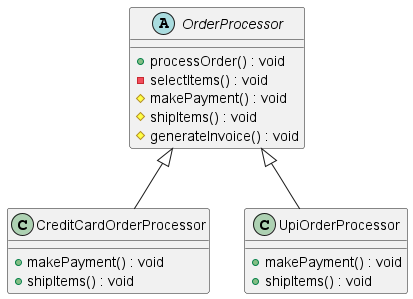 A OrderProcessor
processOrder() : void
selectItems() : void
makePayment() : void
shipItems() : void
generateInvoice() : void
C CreditCardOrderProcessor
makePayment() : void
shipItems() : void
C UpiOrderProcessor
makePayment() : void
shipItems() : void